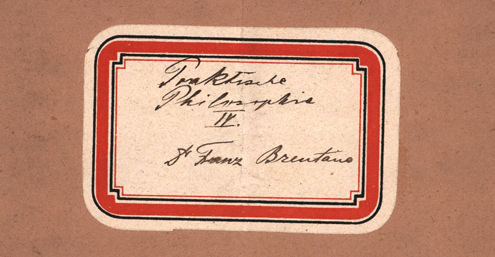 Praktische
Philosophie
IV.
Dr Franz Brentano